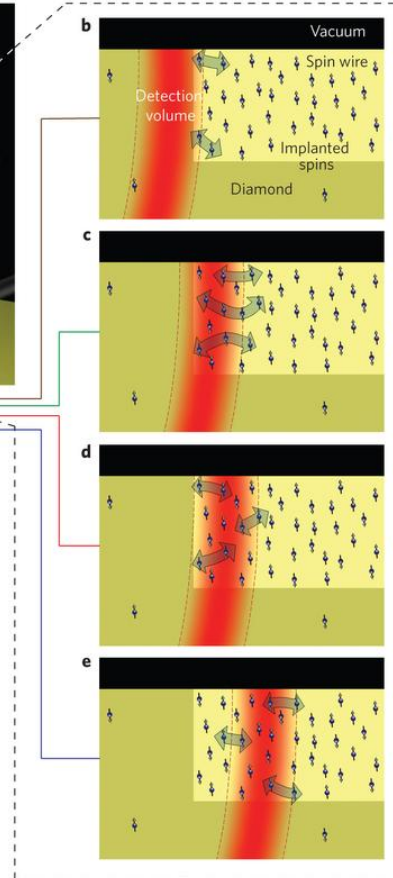 b
Vacuum
Spin wire
Detection
volume
Implanted
spins
Diamond
c
d
e